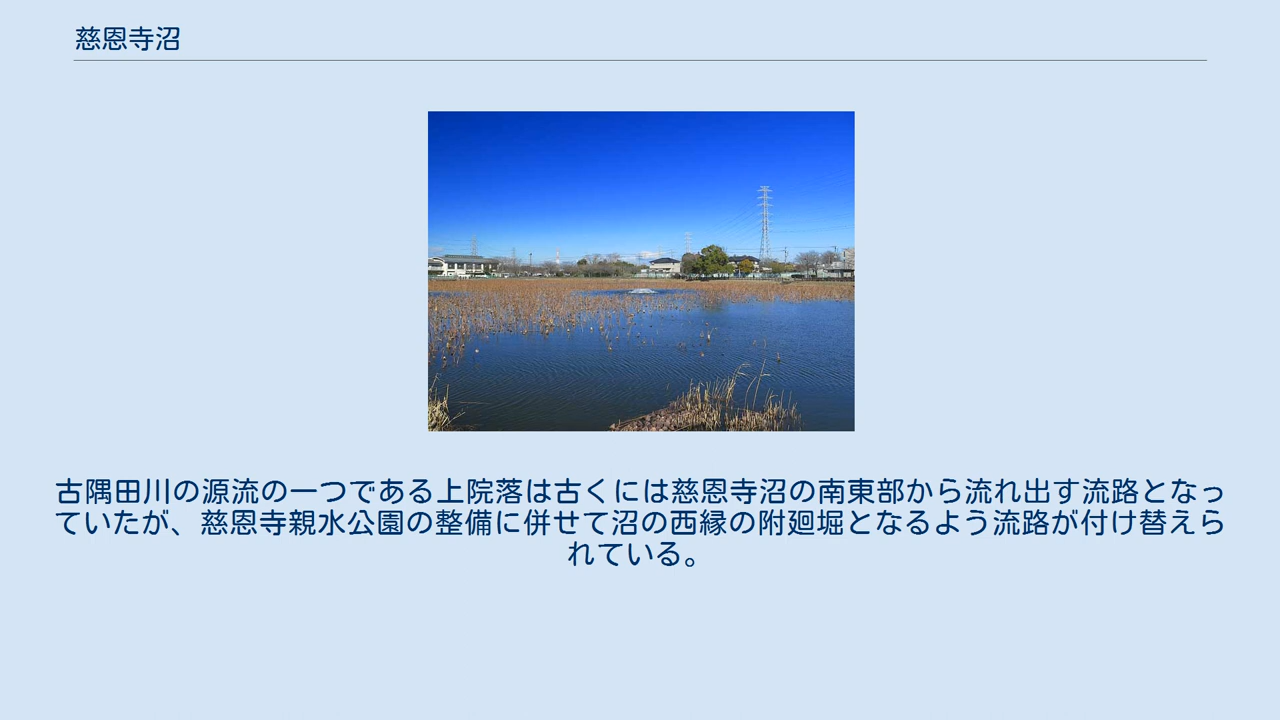 慈恩寺沼
古隅田川の源流の一つである上院落は古くには慈恩寺沼の南東部から流れ出す流路となっ
ていたが、慈恩寺親水公園の整備に併せて沼の西縁の附廻堀となるよう流路が付け替えら
れている。